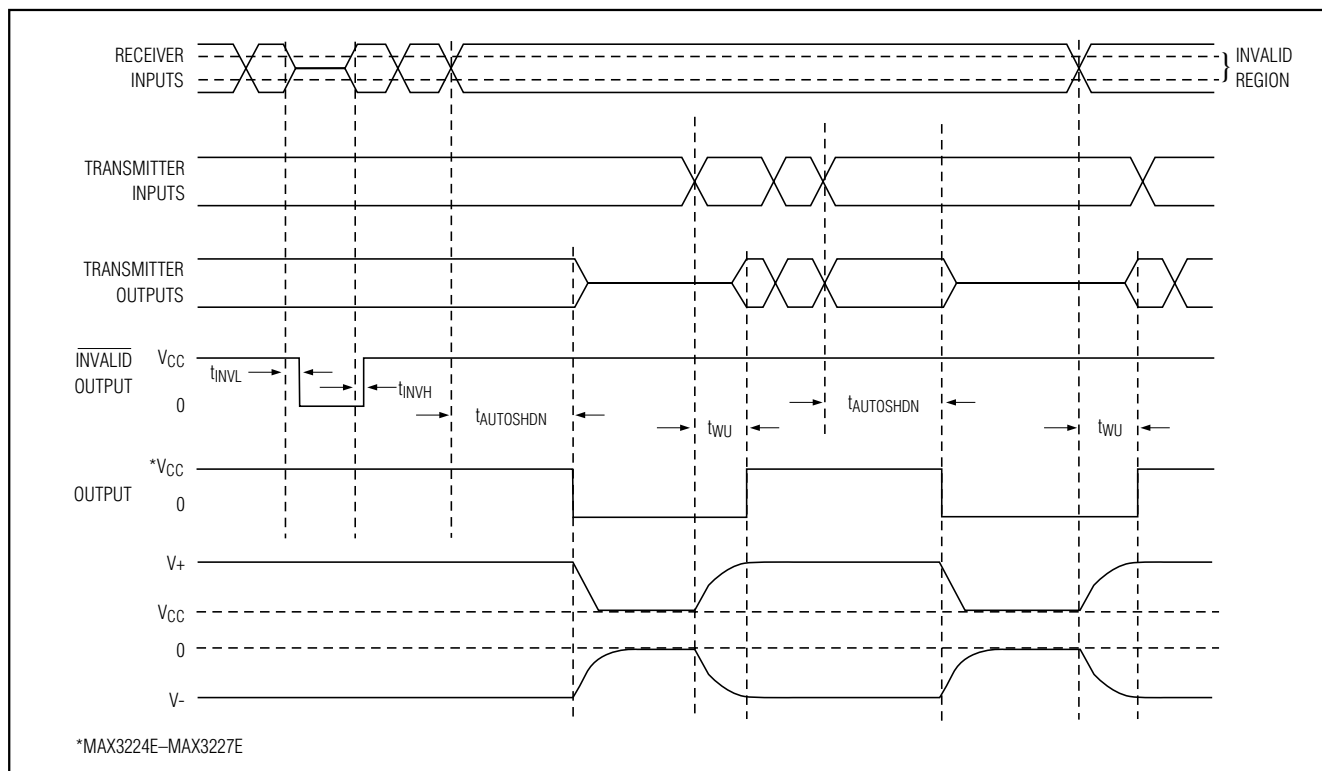 RECEIVER
INPUTS
} INVALID
REGION
TRANSMITTER
INPUTS
TRANSMITTER
OUTPUTS
INVALID
OUTPUT
VCC
0
tINVL
tINVH
tAUTOSHDN
tWU
tAUTOSHDN
tWU
OUTPUT
*VCC
0
V+
VCC
0
V-
*MAX3224E–MAX3227E